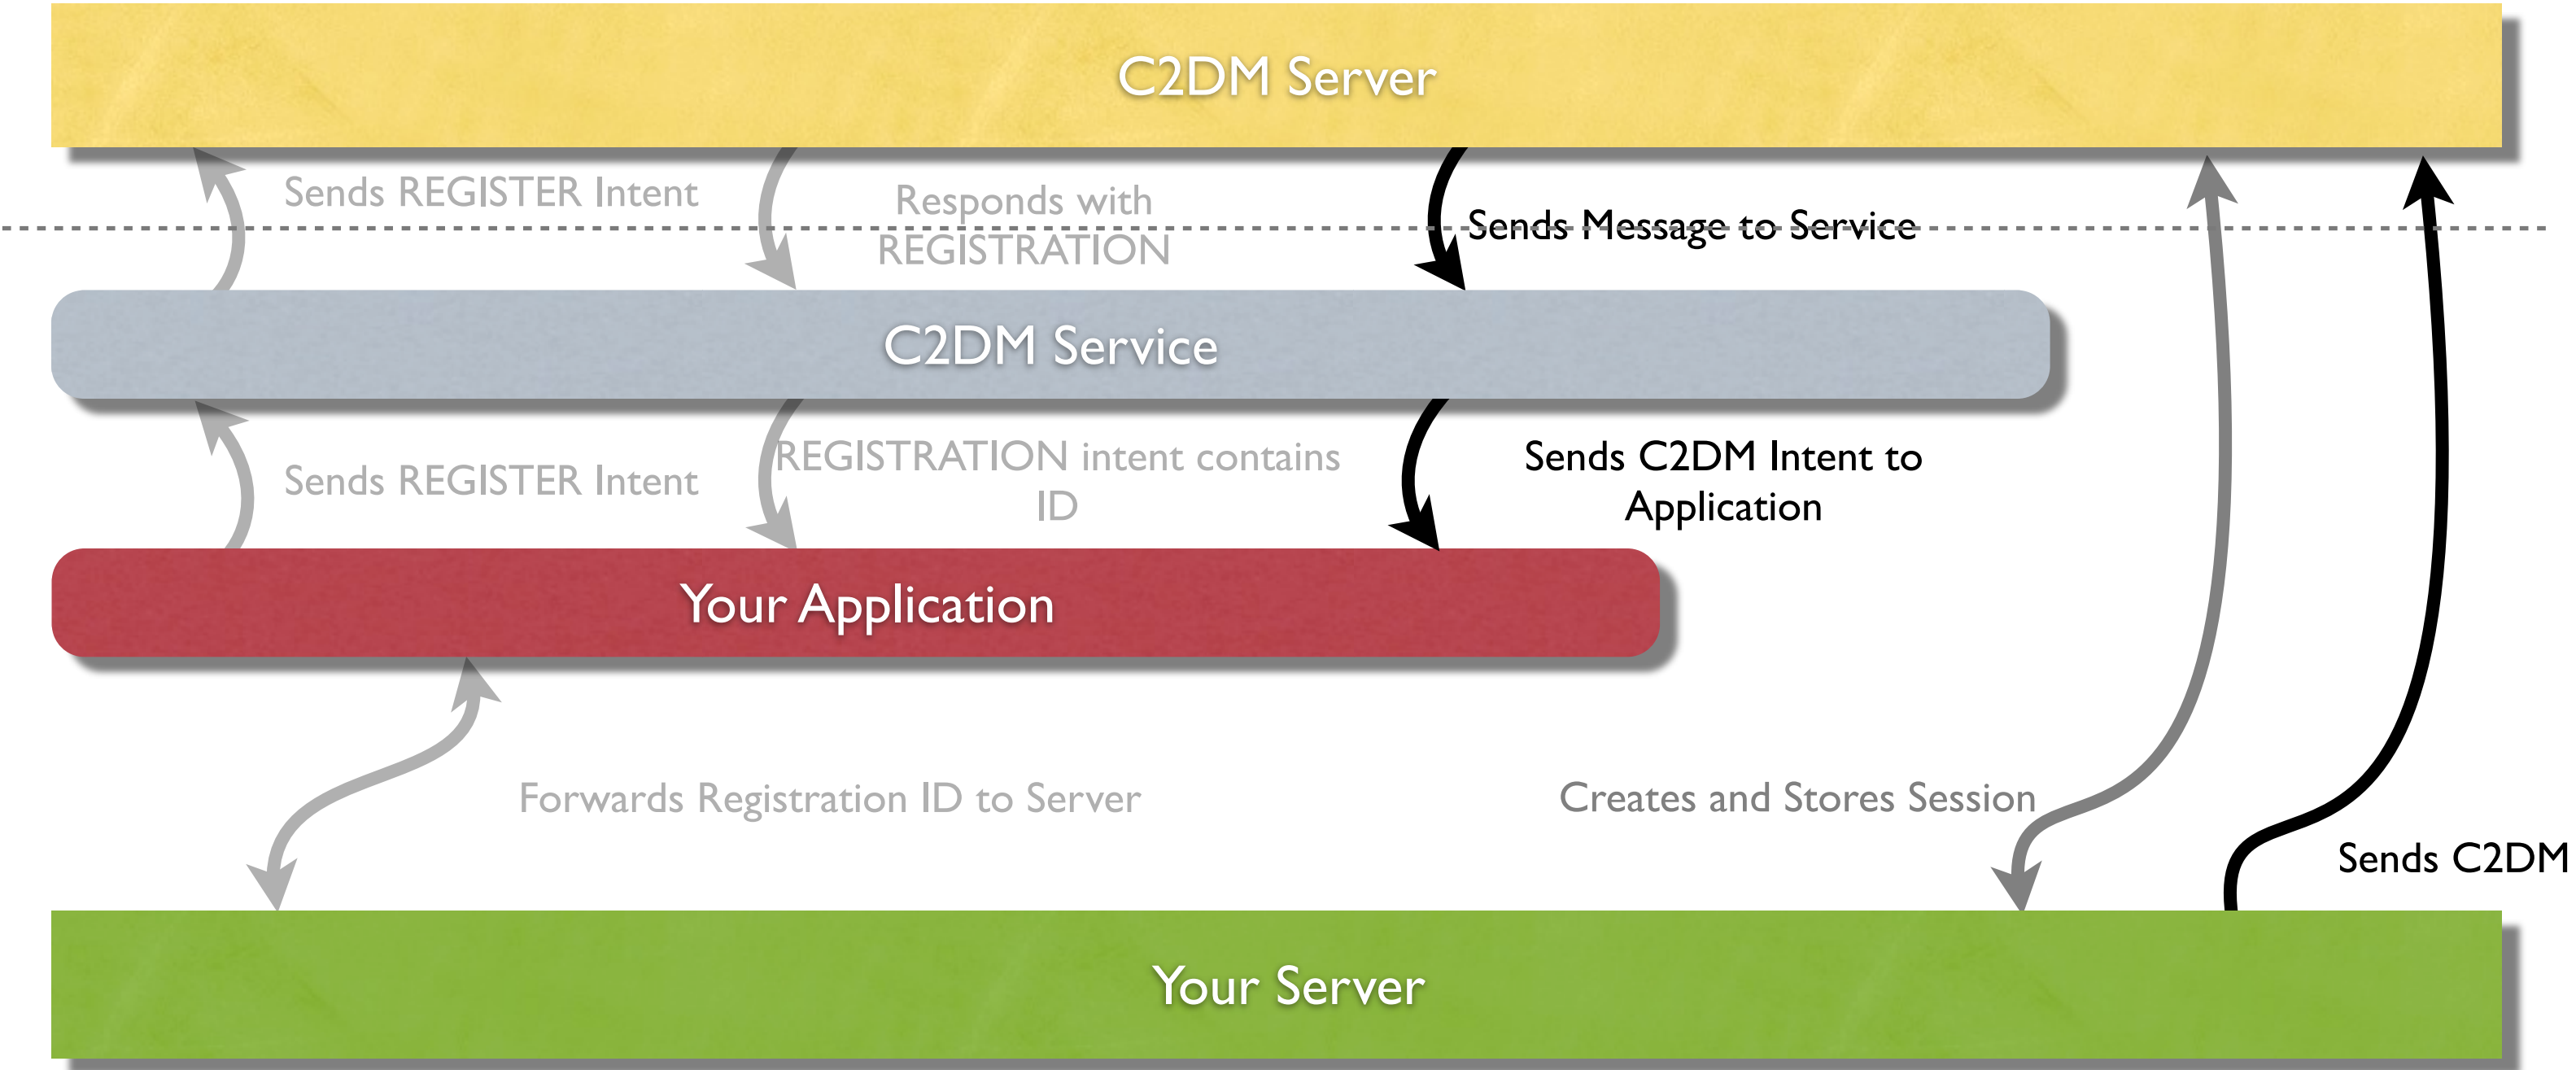 C2DM Server
Sends REGISTER Intent
Responds with
REGISTRATION
Sends Message to Service
C2DM Service
Sends REGISTER Intent
REGISTRATION intent contains
ID
Sends C2DM Intent to
Application
Your Application
Forwards Registration ID to Server
Creates and Stores Session
Sends C2DM
Your Server